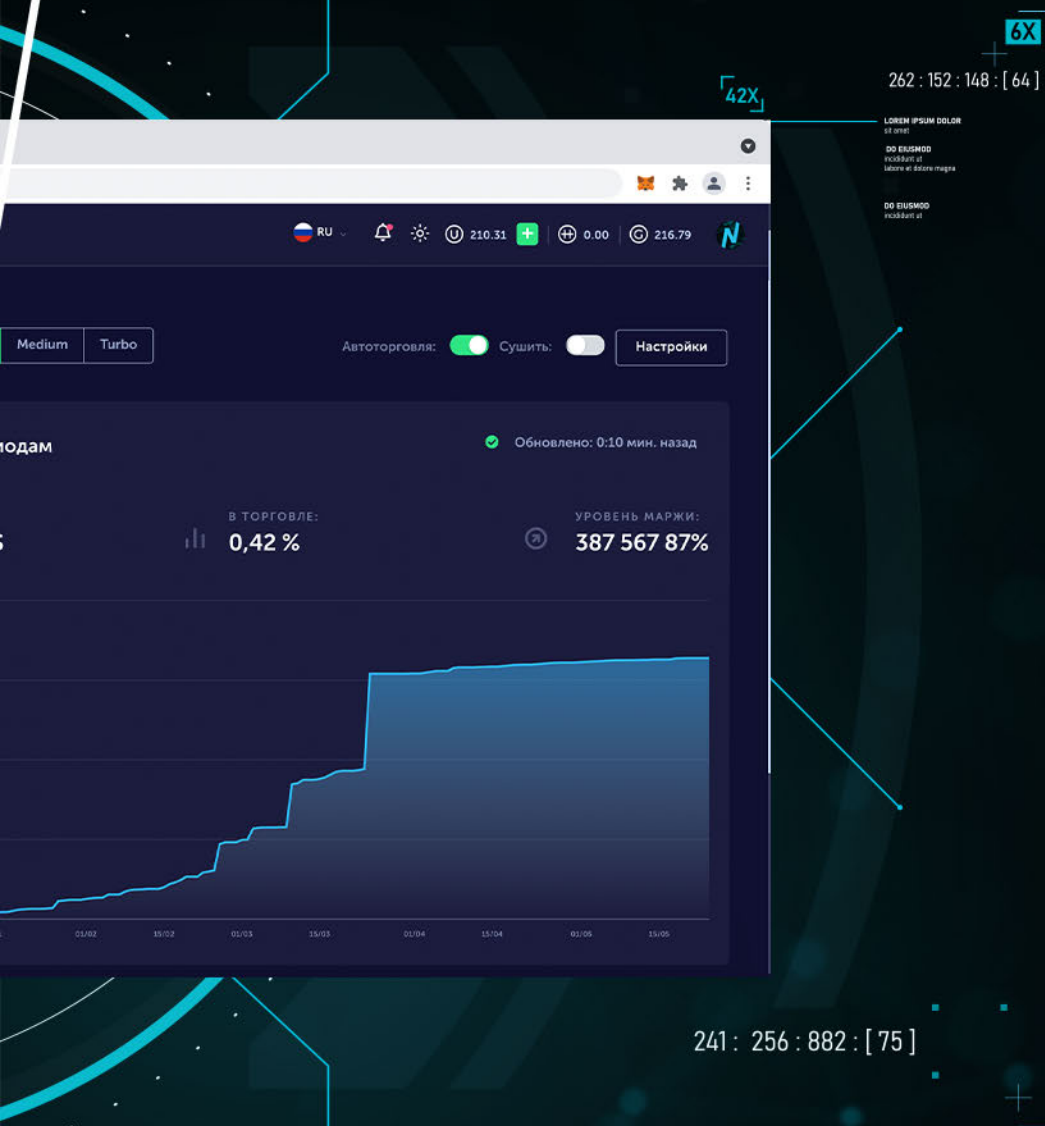 6X
42X
262 : 152 : 148 : [ 64 ]
LOREM IPSUM DOLOR
sit amet
DO EIUSMOD
incididunt ut
labore et dolore magna
DO EIUSMOD
incididunt ut
RU 210.31 0.00 216.79
Medium Turbo Автоторговля: Сушить: Настройки
Обновлено: 0:10 мин. назад
В ТОРГОВЛЕ: УРОВЕНЬ МАРЖИ:
0,42 % 387 567 87%
01/02 15/02 01/03 15/03 01/04 15/04 01/05 15/05
241 : 256 : 882 : [ 75 ]